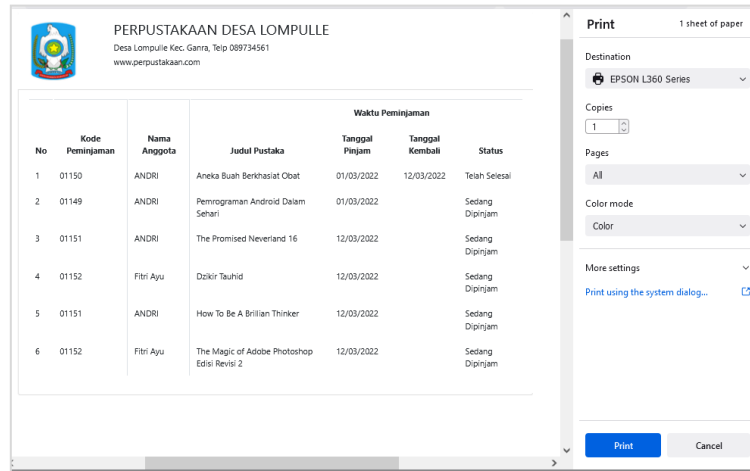 PERPUSTAKAAN DESA LOMPULLE
Desa Lompulle Kec. Ganra, Telp 089734561
www.perpustakaan.com
Waktu Peminjaman
No Kode Peminjaman Nama Anggota Judul Pustaka Tanggal Pinjam Tanggal Kembali Status
1 01150 ANDRI Aneka Buah Berkhasiat Obat 01/03/2022 12/03/2022 Telah Selesai
2 01149 ANDRI Pemrograman Android Dalam Sehari 01/03/2022 Sedang Dipinjam
3 01151 ANDRI The Promised Neverland 16 12/03/2022 Sedang Dipinjam
4 01152 Fitri Ayu Dzikir Tauhid 12/03/2022 Sedang Dipinjam
5 01151 ANDRI How To Be A Brillian Thinker 12/03/2022 Sedang Dipinjam
6 01152 Fitri Ayu The Magic of Adobe Photoshop Edisi Revisi 2 12/03/2022 Sedang Dipinjam
Print 1 sheet of paper
Destination
EPSON L360 Series
Copies
1
Pages
All
Color mode
Color
More settings
Print using the system dialog...
Print Cancel